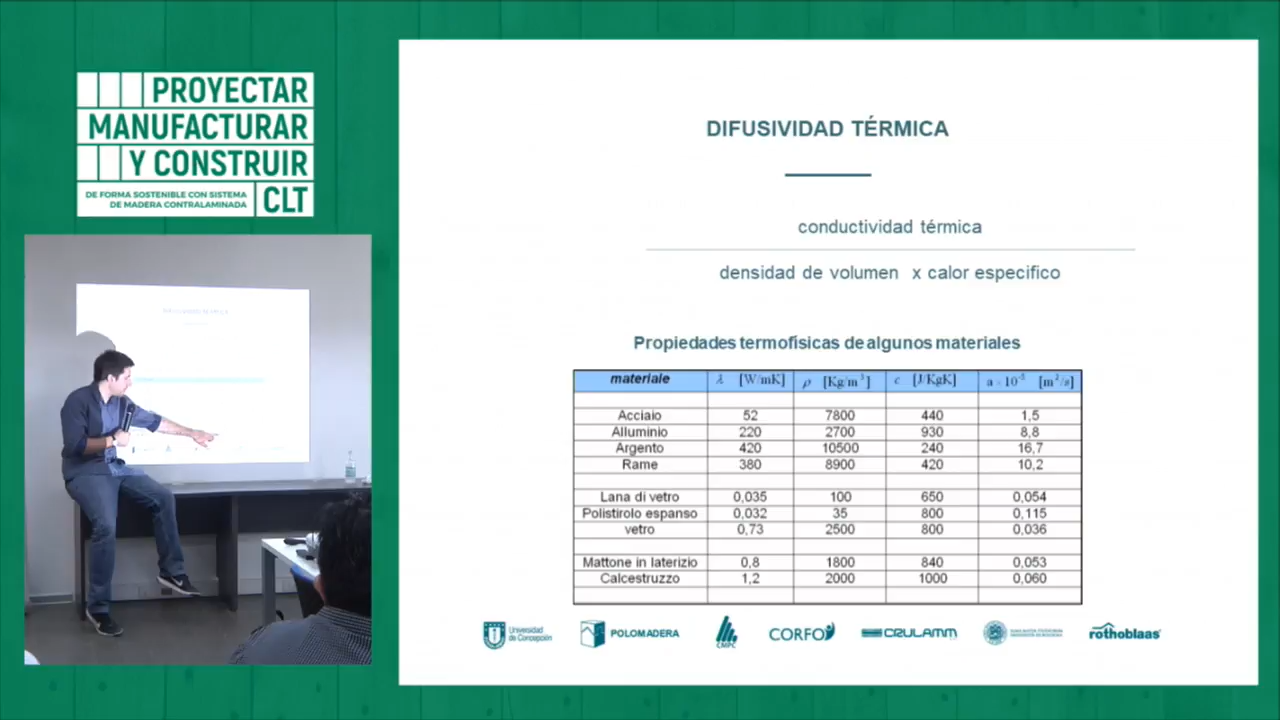 PROYECTAR
MANUFACTURAR
Y CONSTRUIR
DE FORMA SOSTENIBLE CON SISTEMA
DE MADERA CONTRALAMINADA
CLT
DIFUSIVIDAD TÉRMICA
conductividad térmica
densidad de volumen x calor especifico
Propiedades termofísicas de algunos materiales
materiale λ [W/mK] ρ [Kg/m³] c [J/KgK] a × 10⁻⁵ [m²/s]
Acciaio 52 7800 440 1,5
Alluminio 220 2700 930 8,8
Argento 420 10500 240 16,7
Rame 380 8900 420 10,2
Lana di vetro 0,035 100 650 0,054
Polistirolo espanso 0,032 35 800 0,115
vetro 0,73 2500 800 0,036
Mattone in laterizio 0,8 1800 840 0,053
Calcestruzzo 1,2 2000 1000 0,060
Universidad
de Concepción
POLOMADERA
CMPC
CORFO
CRULAMM
rothoblaas